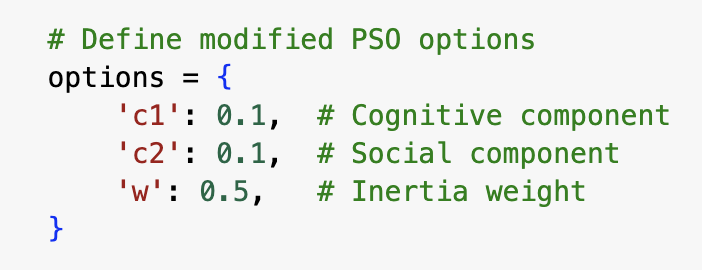 # Define modified PSO options
options = {
    'c1': 0.1,  # Cognitive component
    'c2': 0.1,  # Social component
    'w': 0.5,   # Inertia weight
}